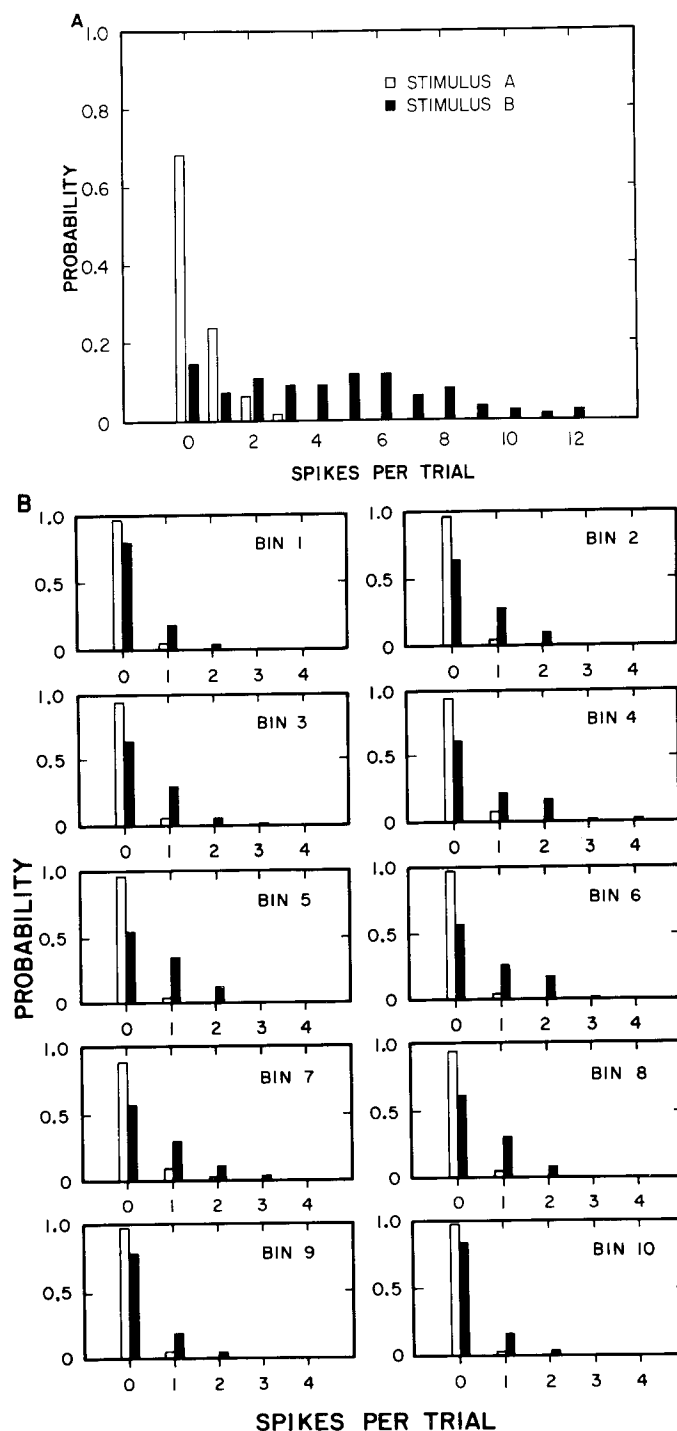 A
1.0
0.8
0.6
0.4
0.2
0
PROBABILITY
STIMULUS A
STIMULUS B
0 2 4 6 8 10 12
SPIKES PER TRIAL
B
PROBABILITY
1.0
0.5
0
BIN 1
0 1 2 3 4
1.0
0.5
0
BIN 2
0 1 2 3 4
1.0
0.5
0
BIN 3
0 1 2 3 4
1.0
0.5
0
BIN 4
0 1 2 3 4
1.0
0.5
0
BIN 5
0 1 2 3 4
1.0
0.5
0
BIN 6
0 1 2 3 4
1.0
0.5
0
BIN 7
0 1 2 3 4
1.0
0.5
0
BIN 8
0 1 2 3 4
1.0
0.5
0
BIN 9
0 1 2 3 4
1.0
0.5
0
BIN 10
0 1 2 3 4
SPIKES PER TRIAL